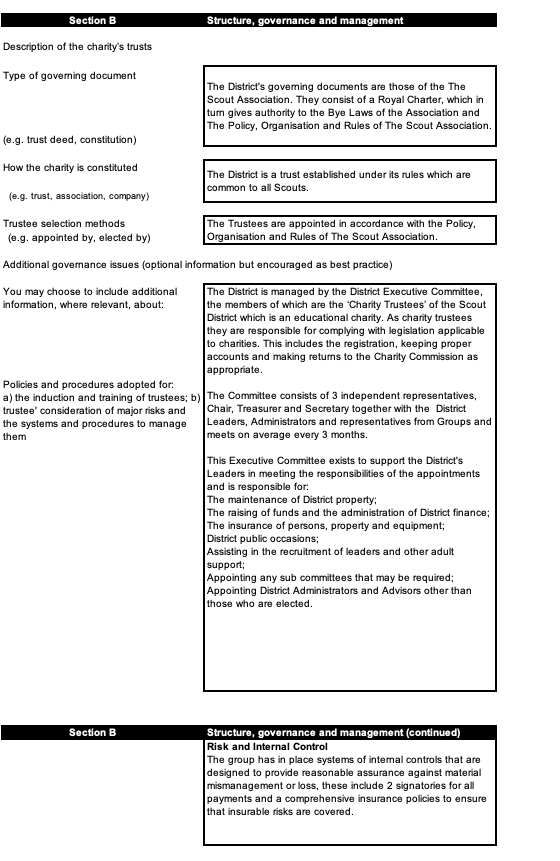 Section B Structure, governance and management
Description of the charity's trusts
Type of governing document
(e.g. trust deed, constitution)
The District's governing documents are those of the The
Scout Association. They consist of a Royal Charter, which in
turn gives authority to the Bye Laws of the Association and
The Policy, Organisation and Rules of The Scout Association.
How the charity is constituted
(e.g. trust, association, company)
The District is a trust established under its rules which are
common to all Scouts.
Trustee selection methods
(e.g. appointed by, elected by)
The Trustees are appointed in accordance with the Policy,
Organisation and Rules of The Scout Association.
Additional governance issues (optional information but encouraged as best practice)
You may choose to include additional
information, where relevant, about:
Policies and procedures adopted for:
a) the induction and training of trustees; b)
trustee' consideration of major risks and
the systems and procedures to manage
them
The District is managed by the District Executive Committee,
the members of which are the 'Charity Trustees' of the Scout
District which is an educational charity. As charity trustees
they are responsible for complying with legislation applicable
to charities. This includes the registration, keeping proper
accounts and making returns to the Charity Commission as
appropriate.
The Committee consists of 3 independent representatives,
Chair, Treasurer and Secretary together with the District
Leaders, Administrators and representatives from Groups and
meets on average every 3 months.
This Executive Committee exists to support the District's
Leaders in meeting the responsibilities of the appointments
and is responsible for:
The maintenance of District property;
The raising of funds and the administration of District finance;
The insurance of persons, property and equipment;
District public occasions;
Assisting in the recruitment of leaders and other adult
support;
Appointing any sub committees that may be required;
Appointing District Administrators and Advisors other than
those who are elected.
Section B Structure, governance and management (continued)
Risk and Internal Control
The group has in place systems of internal controls that are
designed to provide reasonable assurance against material
mismanagement or loss, these include 2 signatories for all
payments and a comprehensive insurance policies to ensure
that insurable risks are covered.